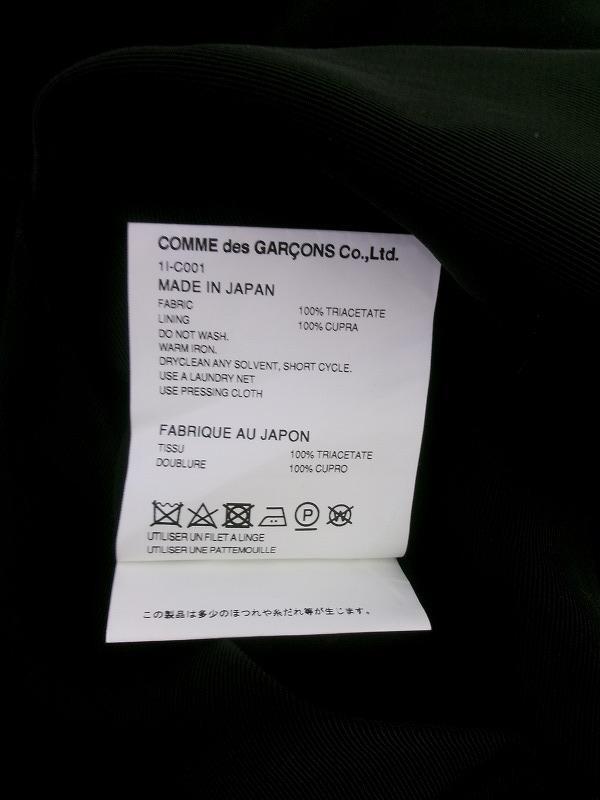 COMME des GARÇONS Co.,Ltd.
1I-C001
MADE IN JAPAN
FABRIC 100% TRIACETATE
LINING 100% CUPRA
DO NOT WASH.
WARM IRON.
DRYCLEAN ANY SOLVENT, SHORT CYCLE.
USE A LAUNDRY NET
USE PRESSING CLOTH
FABRIQUE AU JAPON
TISSU 100% TRIACETATE
DOUBLURE 100% CUPRO
P W
UTILISER UN FILET A LINGE
UTILISER UNE PATTEMOUILLE
この製品は多少のほつれや糸だれ等が生じます。